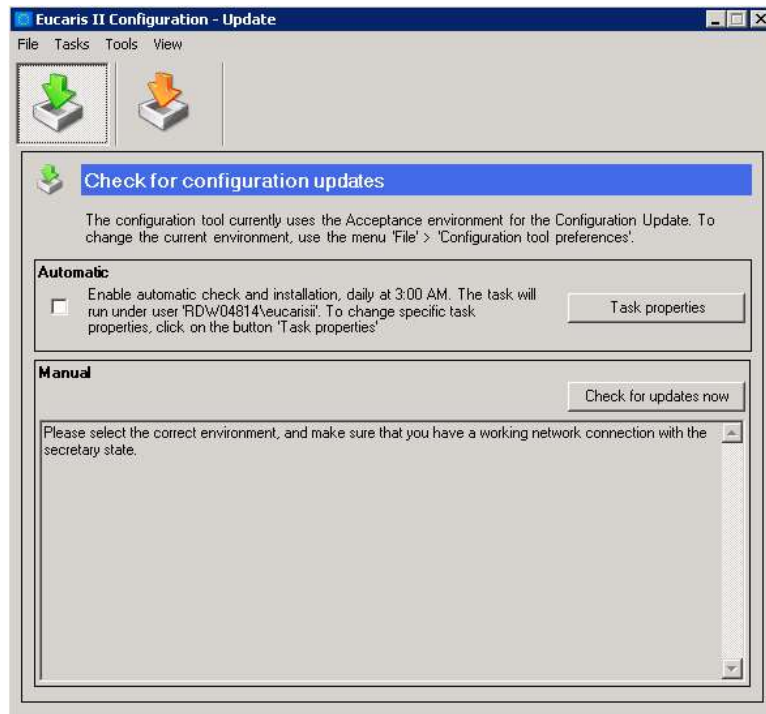 Eucaris II Configuration - Update
File Tasks Tools View
Check for configuration updates
The configuration tool currently uses the Acceptance environment for the Configuration Update. To
change the current environment, use the menu 'File' > 'Configuration tool preferences'.
Automatic
Enable automatic check and installation, daily at 3:00 AM. The task will
run under user 'RDW04814\eucarisii'. To change specific task
properties, click on the button 'Task properties'
Task properties
Manual
Check for updates now
Please select the correct environment, and make sure that you have a working network connection with the
secretary state.